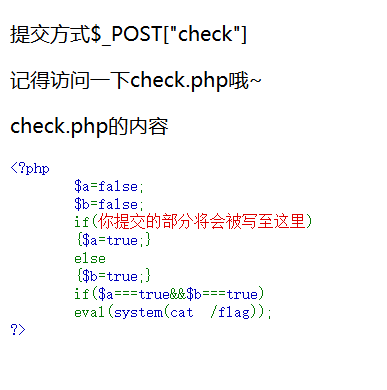 提交方式$_POST["check"]
记得访问一下check.php哦~
check.php的内容
<?php
$a=false;
$b=false;
if(你提交的部分将会被写至这里)
{$a=true;}
else
{$b=true;}
if($a===true&&$b===true)
eval(system(cat  /flag));
?>